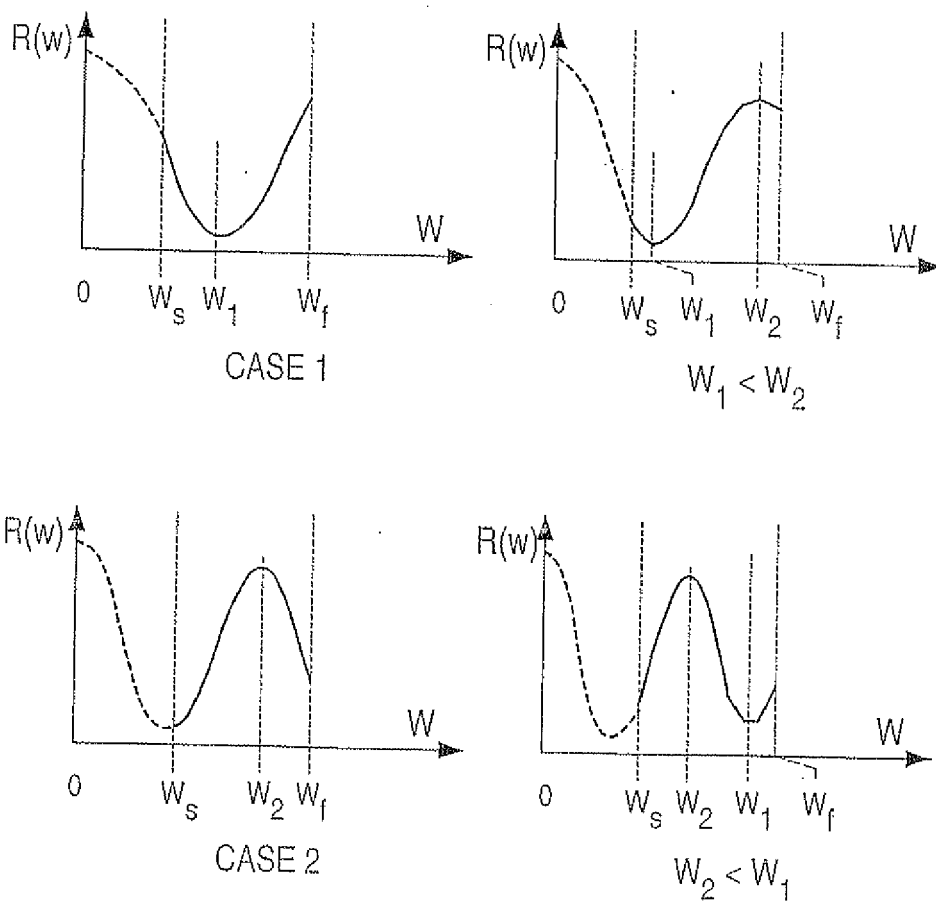 R(w)
W
0 W_s W_1 W_f
CASE 1
R(w)
W
W_s W_1 W_2 W_f
0
W_1 < W_2
R(w)
W
0 W_s W_2 W_f
CASE 2
R(w)
W
0 W_s W_2 W_1 W_f
W_2 < W_1